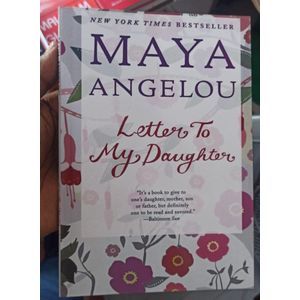 NEW YORK TIMES BESTSELLER
MAYA
ANGELOU
Letter To
My Daughter
"It's a book to give to
one's daughter, mother, son
or father, but definitely
one to be read and savored."
—Baltimore Sun